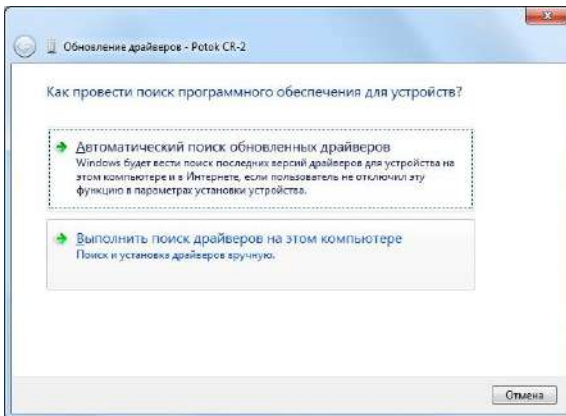 Обновление драйверов - Potok CR-2
Как провести поиск программного обеспечения для устройств?
Автоматический поиск обновленных драйверов
Windows будет вести поиск последних версий драйверов для устройства на
этом компьютере и в Интернете, если пользователь не отключил эту
функцию в параметрах установки устройства.
Выполнить поиск драйверов на этом компьютере
Поиск и установка драйверов вручную.
Отмена